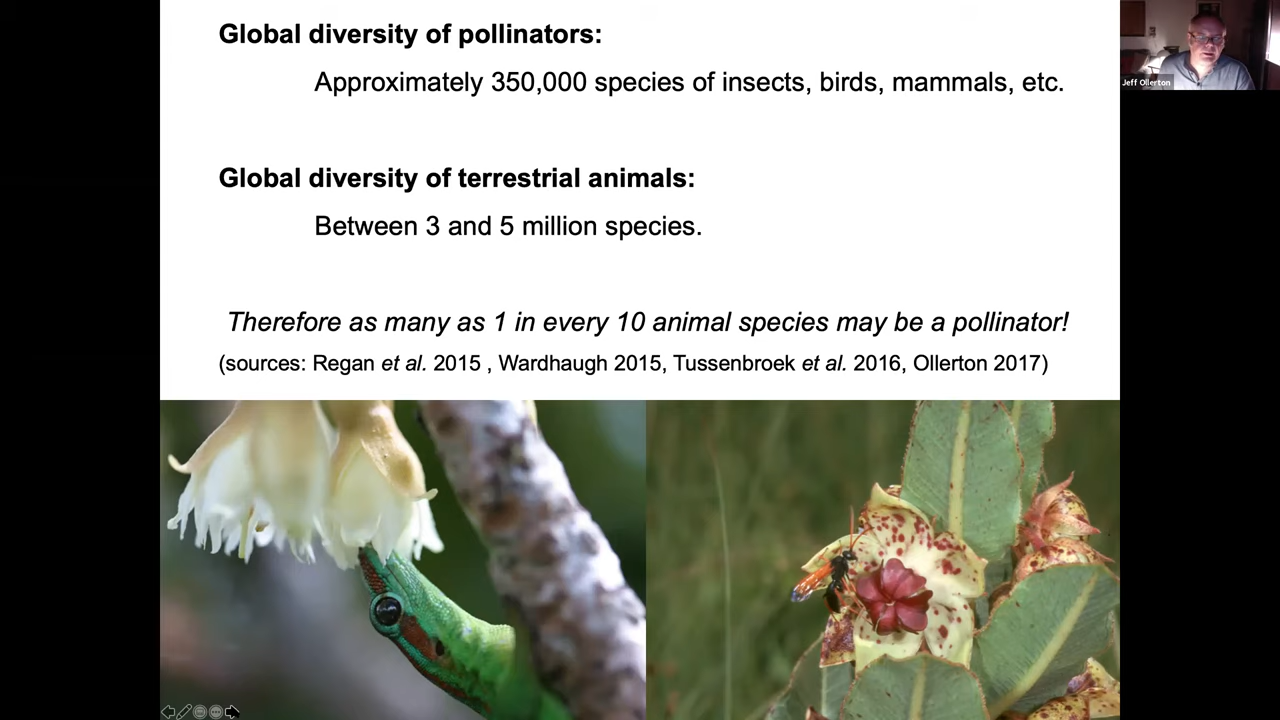 Global diversity of pollinators:
Approximately 350,000 species of insects, birds, mammals, etc.
Global diversity of terrestrial animals:
Between 3 and 5 million species.
Therefore as many as 1 in every 10 animal species may be a pollinator!
(sources: Regan et al. 2015 , Wardhaugh 2015, Tussenbroek et al. 2016, Ollerton 2017)
Jeff Ollerton